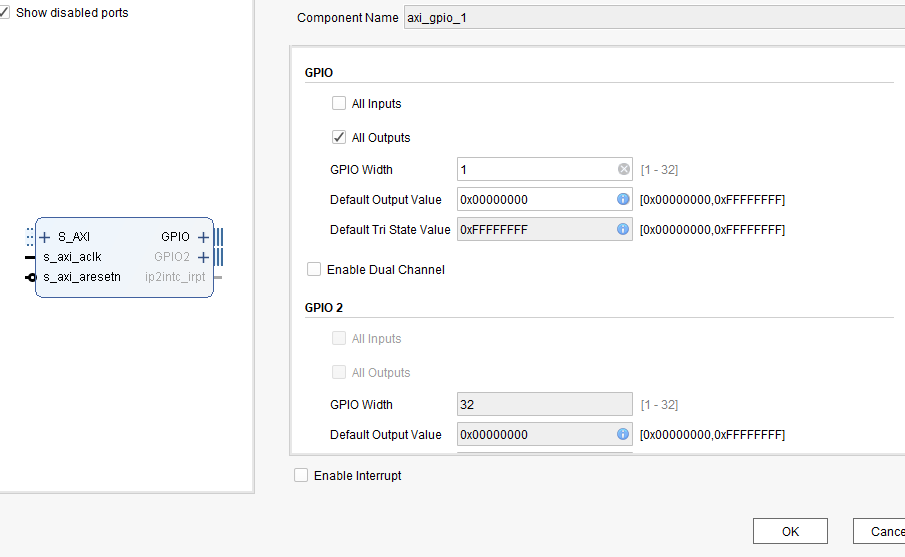 Show disabled ports
Component Name axi_gpio_1
GPIO
All Inputs
All Outputs
GPIO Width 1 [1 - 32]
Default Output Value 0x00000000 [0x00000000,0xFFFFFFFF]
Default Tri State Value 0xFFFFFFFF [0x00000000,0xFFFFFFFF]
S_AXI GPIO
s_axi_aclk GPIO2
s_axi_aresetn ip2intc_irpt
Enable Dual Channel
GPIO 2
All Inputs
All Outputs
GPIO Width 32 [1 - 32]
Default Output Value 0x00000000 [0x00000000,0xFFFFFFFF]
Enable Interrupt
OK Cance